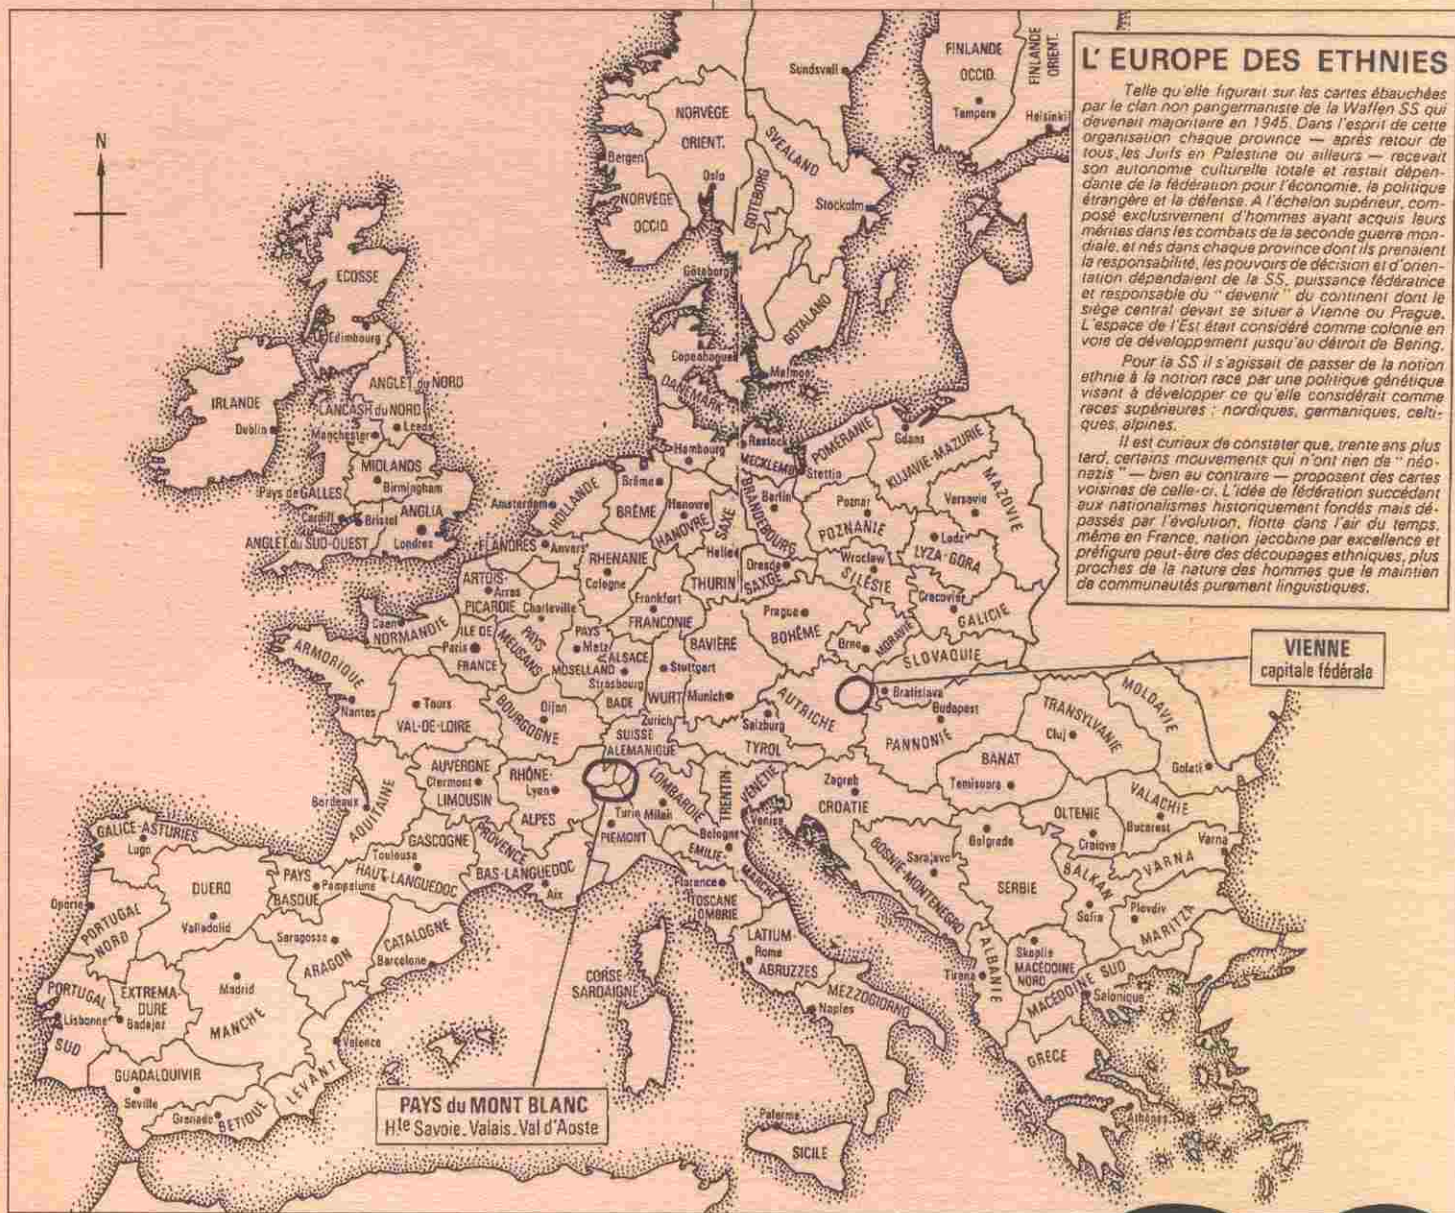 L'EUROPE DES ETHNIES
Telle qu'elle figurait sur les cartes ébauchées
par le clan non pangermaniste de la Waffen SS qui
devenait majoritaire en 1945. Dans l'esprit de cette
organisation chaque province — après retour de
tous les Juifs en Palestine ou ailleurs — recevait
son autonomie culturelle totale et restait dépen-
dante de la fédération pour l'économie, la politique
étrangère et la défense. A l'échelon supérieur, com-
posé exclusivement d'hommes ayant acquis leurs
mérites dans les combats de la seconde guerre mon-
diale, et nés dans chaque province dont ils prenaient
la responsabilité, les pouvoirs de décision et d'orien-
tation dépendaient de la SS, puissance fédératrice
et responsable du "devenir" du continent dont le
siège central devait se situer à Vienne ou Prague.
L'espace de l'Est était considéré comme colonie en
voie de développement jusqu'au détroit de Bering.
Pour la SS il s'agissait de passer de la notion
ethnie à la notion race par une politique génétique
visant à développer ce qu'elle considérait comme
races supérieures : nordiques, germaniques, celti-
ques, alpines.
Il est curieux de constater que, trente ans plus
tard, certains mouvements qui n'ont rien de "néo-
nazis" — bien au contraire — proposent des cartes
voisines de celle-ci. L'idée de fédération succédant
aux nationalismes historiquement fondés mais dé-
passés par l'évolution, flotte dans l'air du temps,
même en France, nation jacobine par excellence et
préfigure peut-être des découpages ethniques, plus
proches de la nature des hommes que le maintien
de communautés purement linguistiques.
N
FINLANDE
OCCID.
Tampere
FINLANDE
ORIENT.
Helsinki
Sundsvall
NORVÈGE
ORIENT.
Bergen
Oslo
NORVÈGE
OCCID.
SVEALAND
GÖTEBORG
Stockolm
Göteborg
GOTALAND
Copenhague
Malmoe
DANEMARK
ECOSSE
Edimbourg
IRLANDE
Dublin
ANGLET du NORD
LANCASH du NORD
Manchester
Leeds
MIDLANDS
Birmingham
Pays de GALLES
Cardiff
Bristol
ANGLIA
ANGLET du SUD-OUEST
Londres
Hambourg
Rostock
MECKLEMB
Stettin
POMÉRANIE
Gdans
KUJAVIE-MAZURIE
MAZOVIE
Amsterdam
HOLLANDE
Brême
BRÊME
Hanovre
HANOVRE
SAXE
BRANDEBOURG
Berlin
Poznan
POZNANIE
Varsovie
Lodz
LYZA-GORA
FLANDRES
Anvers
RHENANIE
Cologne
Halles
THURIN
Dresde
SAXGE
Wroclaw
SILÉSIE
Cracovie
GALICIE
ARTOIS-
Arras
PICARDIE
Charleville
Frankfort
FRANCONIE
Prague
BOHÊME
Brno
MORAVIE
SLOVAQUIE
Caen
NORMANDIE
ILE DE
Paris
FRANCE
PAYS
MEUSANS
PAYS
Metz
MOSELLAND
ALSACE
Strasbourg
BADE
WURT
Stuttgart
BAVIÈRE
Munich
AUTRICHE
Salzburg
VIENNE
capitale fédérale
Bratislava
Budapest
PANNONIE
TRANSYLVANIE
Cluj
MOLDAVIE
Galati
ARMORIQUE
Nantes
Tours
VAL-DE-LOIRE
BOURGOGNE
Dijon
Zurich
SUISSE
ALEMANIQUE
TYROL
BANAT
Temisuora
AUVERGNE
Clermont
LIMOUSIN
RHÔNE-
Lyon
ALPES
LOMBARDIE
Turin
Milan
PIEMONT
TRENTIN
VÉNÉTIE
Venise
Zagreb
CROATIE
OLTENIE
Craiova
VALACHIE
Bucarest
VARNA
Varna
Bordeaux
AQUITAINE
GASCOGNE
Toulouse
HAUT-LANGUEDOC
PROVENCE
BAS-LANGUEDOC
Aix
Bologne
EMILIE-
MARCHE
Florence
TOSCANE
OMBRIE
BOSNE-MONTENEGRO
Sarajevo
Belgrade
SERBIE
BALKAN
Sofia
Plovdiv
MARITZA
GALICE-ASTURIES
Lugo
DUERO
Valladolid
PAYS
BASQUE
Pampelune
Oporto
PORTUGAL
NORD
Saragosse
ARAGON
CATALOGNE
Barcelone
CORSE-
SARDAIGNE
LATIUM-
Rome
ABRUZZES
MEZZOGIORNO
Naples
Tirana
ALBANIE
Skoplie
MACÉDOINE
NORD
MACÉDOINE SUD
Salonique
PORTUGAL
Lisbonne
SUD
EXTREMA-
DURE
Badajoz
Madrid
MANCHE
Valence
LEVANT
GUADALQUIVIR
Seville
Grenade
BETIQUE
GRECE
Athènes
PAYS du MONT BLANC
Hte Savoie. Valais. Val d'Aoste
Palerme
SICILE